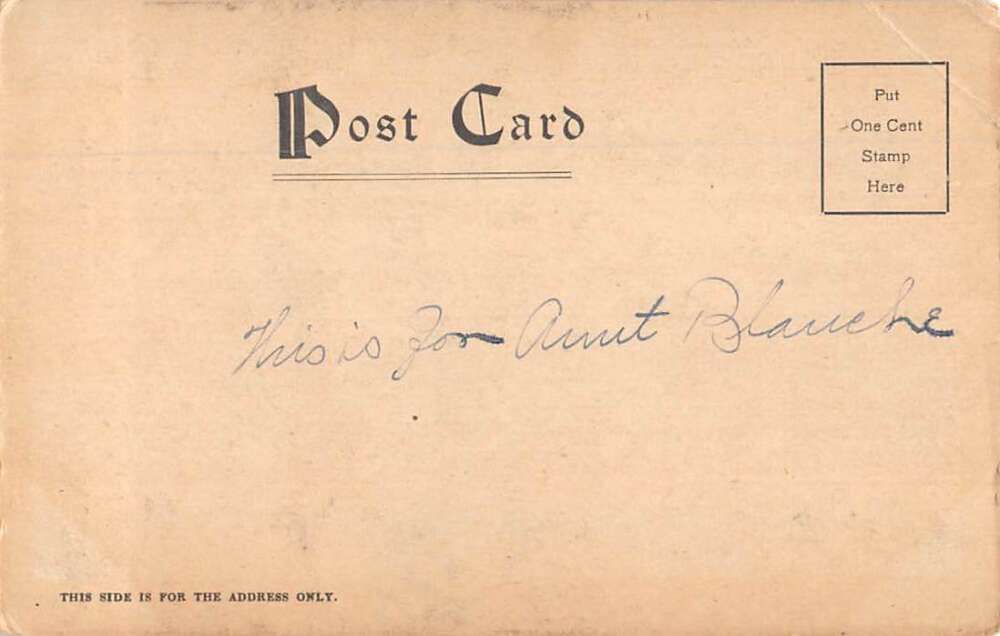 Post Card
Put
One Cent
Stamp
Here
This is For Aunt Blanche
THIS SIDE IS FOR THE ADDRESS ONLY.